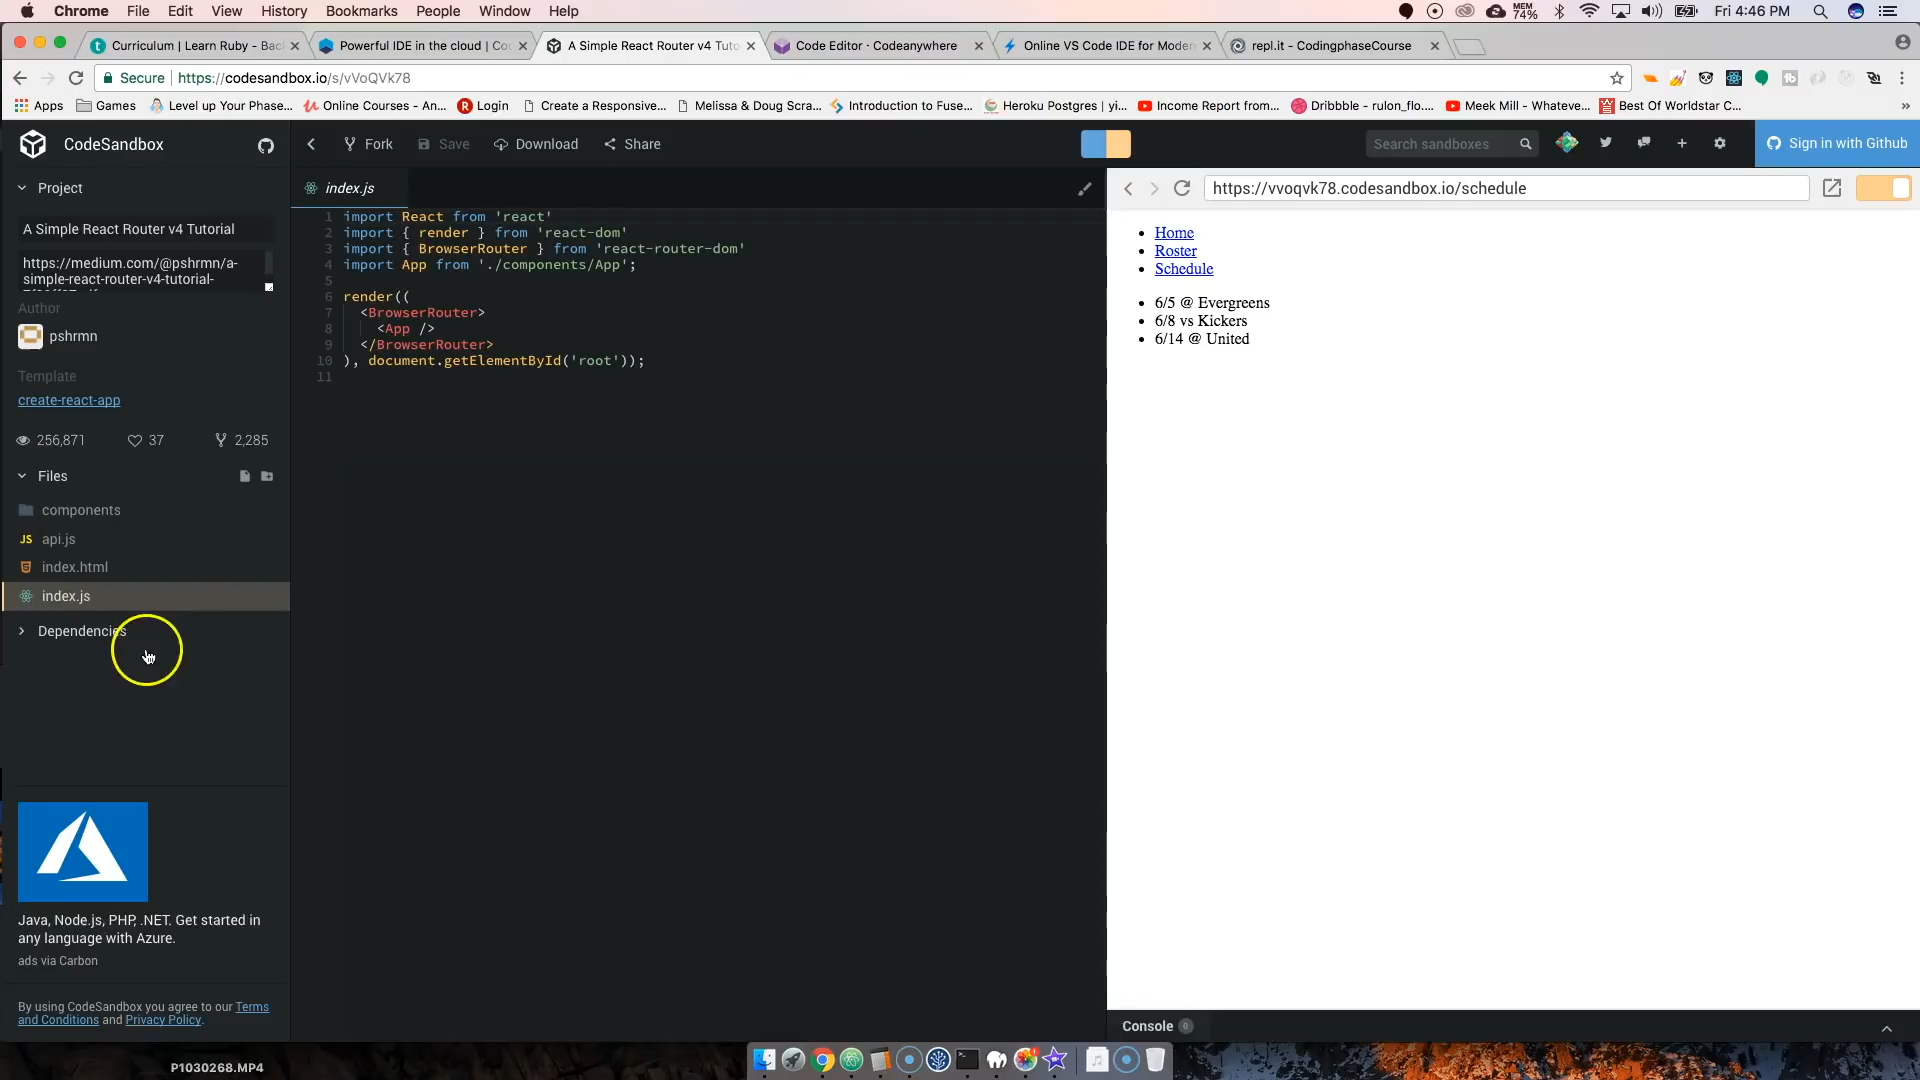 Chrome File Edit View History Bookmarks People Window Help MEM 74% Fri 4:46 PM
Curriculum | Learn Ruby - Bac Powerful IDE in the cloud | Co A Simple React Router v4 Tuto Code Editor · Codeanywhere Online VS Code IDE for Moder repl.it - CodingphaseCourse
Secure https://codesandbox.io/s/vVoQVk78
Apps Games Level up Your Phase... Online Courses - An... Login Create a Responsive... Melissa & Doug Scra... Introduction to Fuse... Heroku Postgres | yi... Income Report from... Dribbble - rulon_flo.... Meek Mill - Whateve... Best Of Worldstar C... »
CodeSandbox Fork Save Download Share Search sandboxes Sign in with Github
Project
A Simple React Router v4 Tutorial
https://medium.com/@pshrmn/a-
simple-react-router-v4-tutorial-
Author
pshrmn
Template
create-react-app
256,871 37 2,285
Files
components
JS api.js
index.html
index.js
Dependencies
Java, Node.js, PHP, .NET. Get started in
any language with Azure.
ads via Carbon
By using CodeSandbox you agree to our Terms
and Conditions and Privacy Policy.
index.js
1 import React from 'react'
2 import { render } from 'react-dom'
3 import { BrowserRouter } from 'react-router-dom'
4 import App from './components/App';
5
6 render((
7 <BrowserRouter>
8 <App />
9 </BrowserRouter>
10 ), document.getElementById('root'));
11
https://vvoqvk78.codesandbox.io/schedule
• Home
• Roster
• Schedule
• 6/5 @ Evergreens
• 6/8 vs Kickers
• 6/14 @ United
Console 0
P1030268.MP4